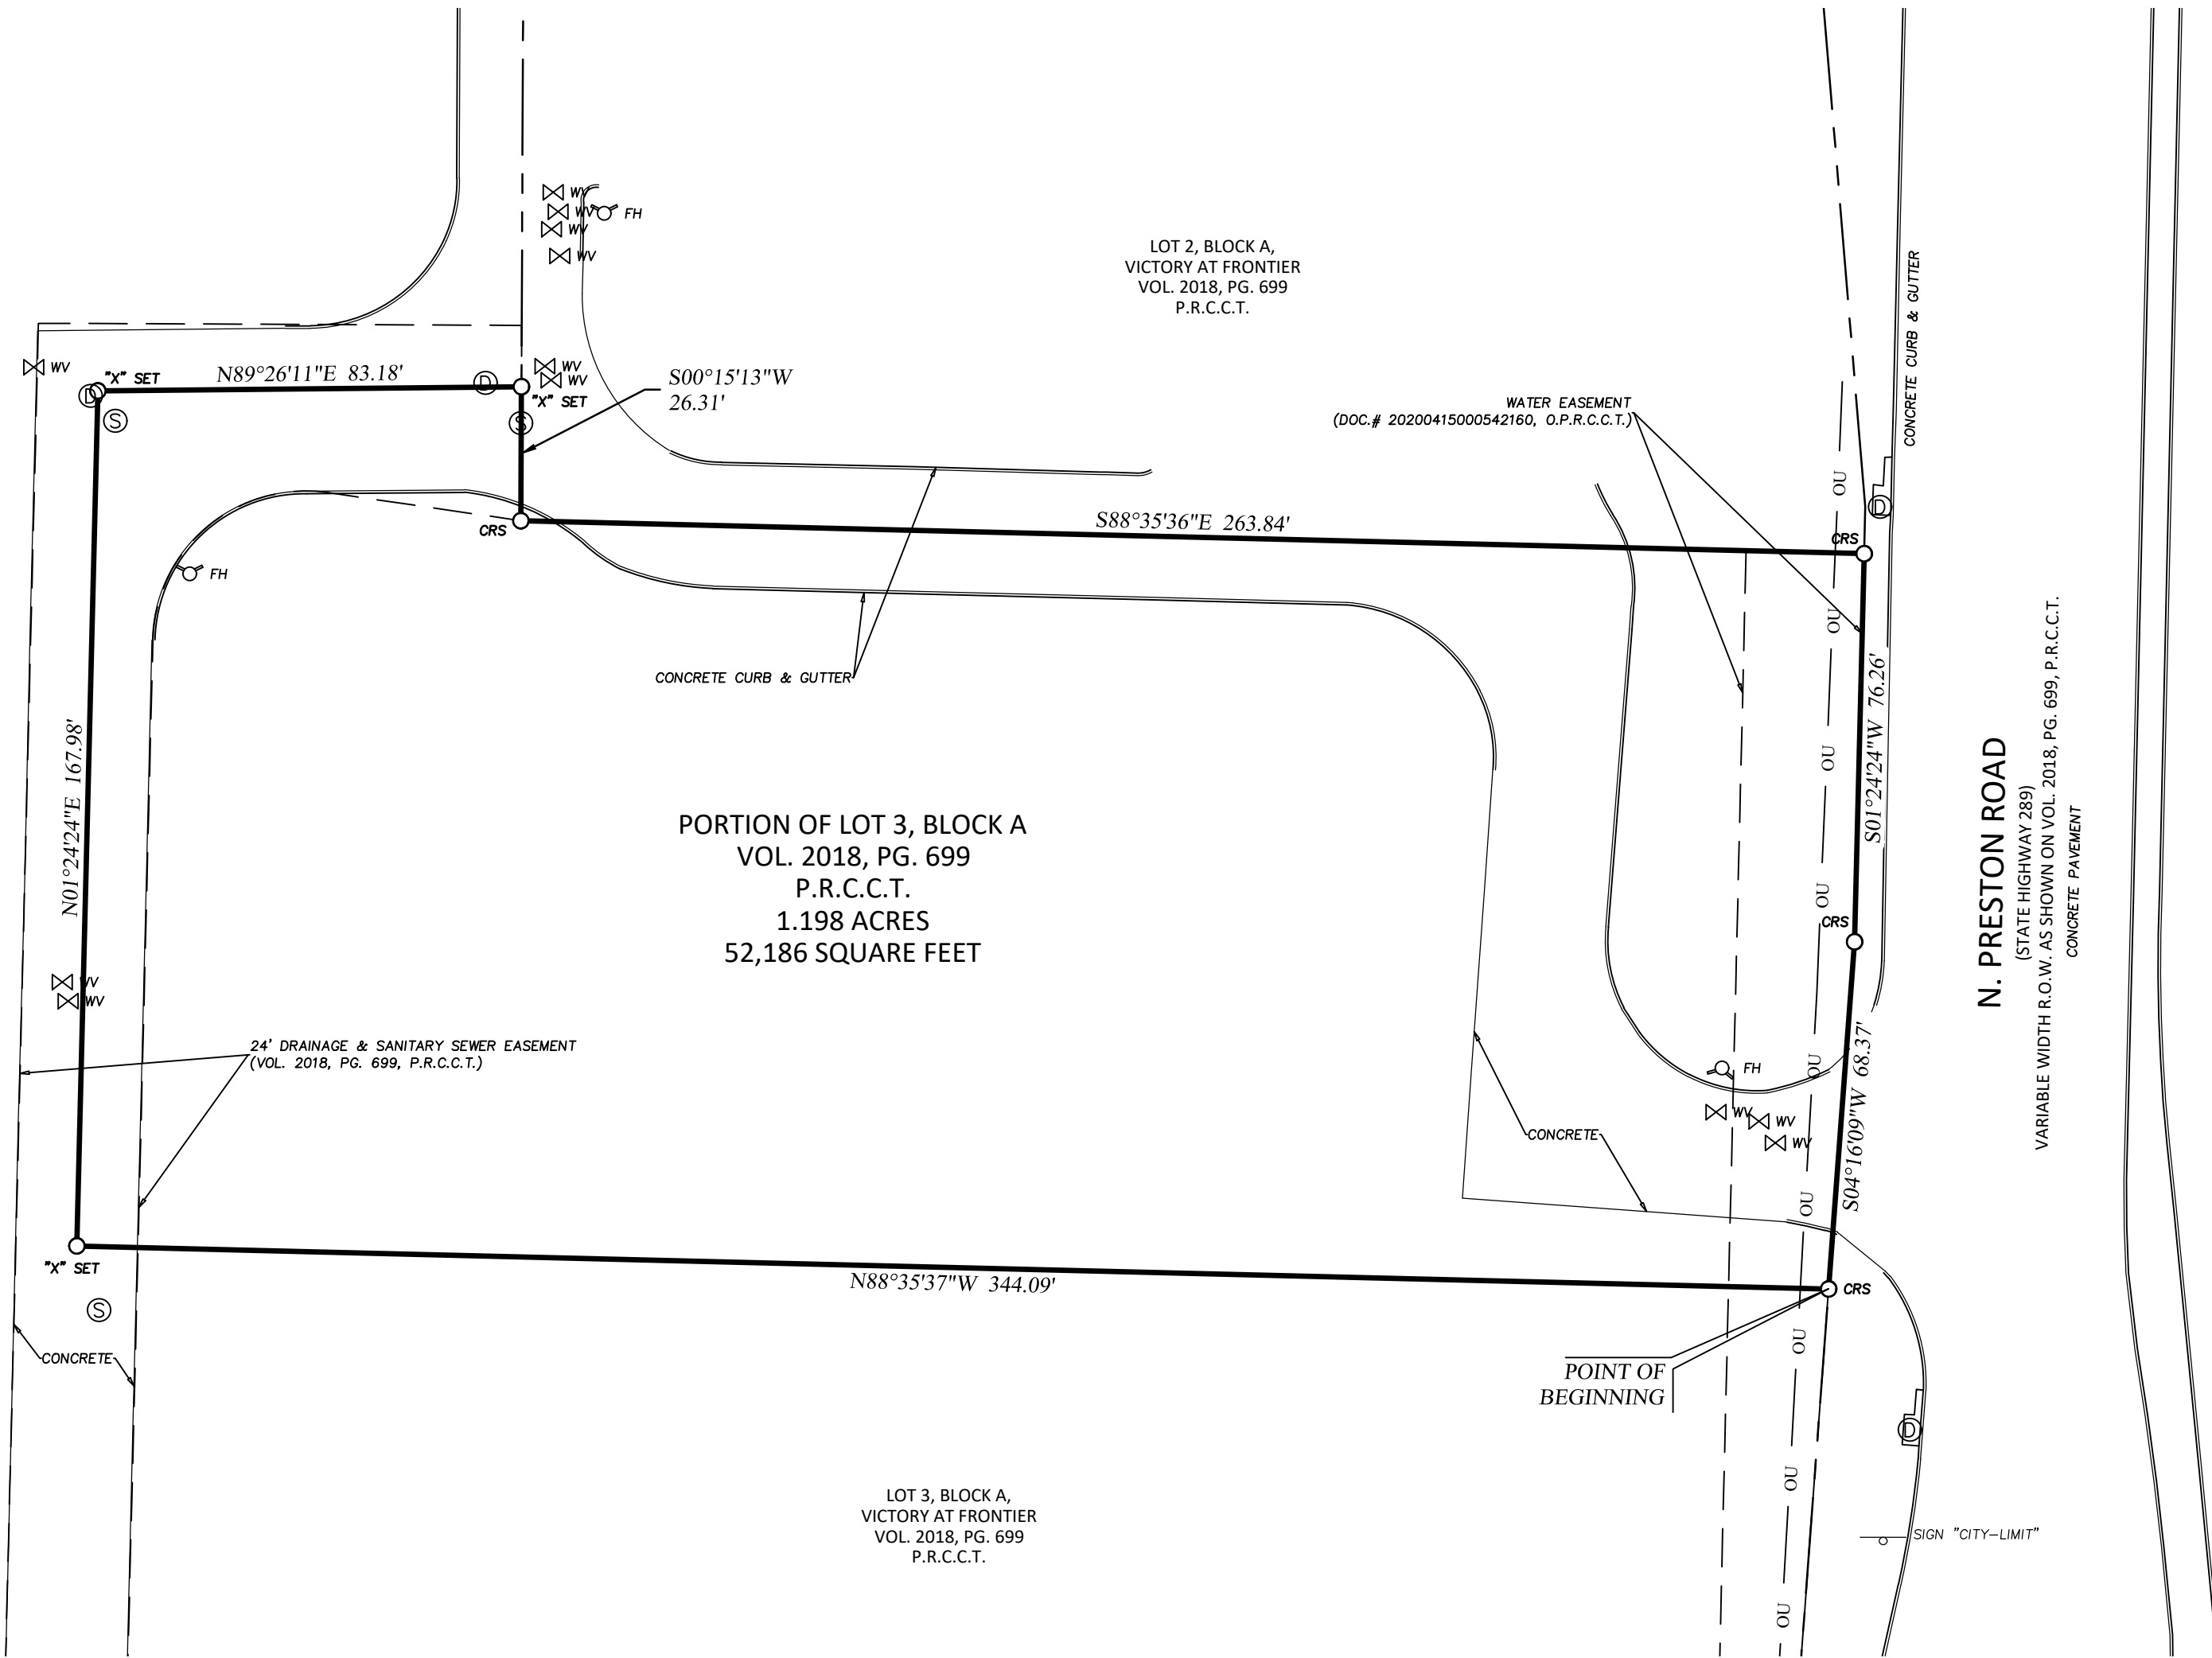 WV
WV
WV
WV
FH
LOT 2, BLOCK A,
VICTORY AT FRONTIER
VOL. 2018, PG. 699
P.R.C.C.T.
CONCRETE CURB & GUTTER
WV
D
"X" SET
S
N89°26'11"E 83.18'
D
WV
WV
"X" SET
S
S00°15'13"W
26.31'
WATER EASEMENT
(DOC.# 20200415000542160, O.P.R.C.C.T.)
OU
D
CRS
S88°35'36"E 263.84'
CRS
FH
OU
CONCRETE CURB & GUTTER
S01°24'24"W 76.26'
N01°24'24"E 167.98'
OU
PORTION OF LOT 3, BLOCK A
VOL. 2018, PG. 699
P.R.C.C.T.
1.198 ACRES
52,186 SQUARE FEET
OU
CRS
N. PRESTON ROAD
(STATE HIGHWAY 289)
VARIABLE WIDTH R.O.W. AS SHOWN ON VOL. 2018, PG. 699, P.R.C.C.T.
CONCRETE PAVEMENT
WV
WV
24' DRAINAGE & SANITARY SEWER EASEMENT
(VOL. 2018, PG. 699, P.R.C.C.T.)
FH
OU
WV
WV
WV
CONCRETE
S04°16'09"W 68.37'
OU
"X" SET
N88°35'37"W 344.09'
CRS
S
OU
CONCRETE
POINT OF
BEGINNING
D
OU
LOT 3, BLOCK A,
VICTORY AT FRONTIER
VOL. 2018, PG. 699
P.R.C.C.T.
SIGN "CITY-LIMIT"
OU